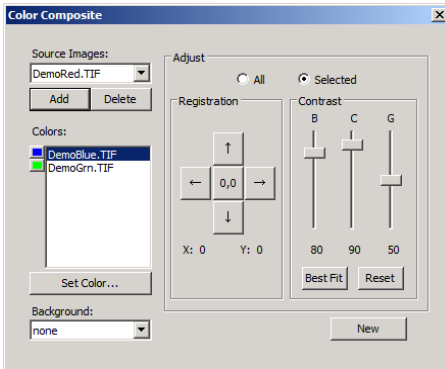 Color Composite
Source Images:
DemoRed.TIF
Add Delete
Colors:
DemoBlue.TIF
DemoGrn.TIF
Set Color...
Background:
none
Adjust
All Selected
Registration
↑
← 0,0 →
↓
X: 0 Y: 0
Contrast
B C G
80 90 50
Best Fit Reset
New